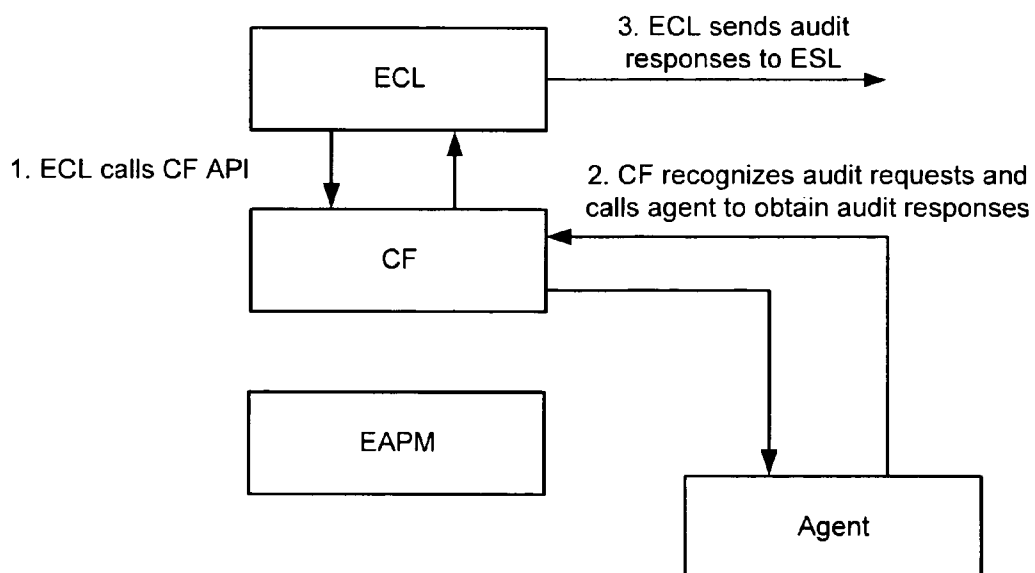 3. ECL sends audit
responses to ESL
ECL
1. ECL calls CF API
2. CF recognizes audit requests and
calls agent to obtain audit responses
CF
EAPM
Agent